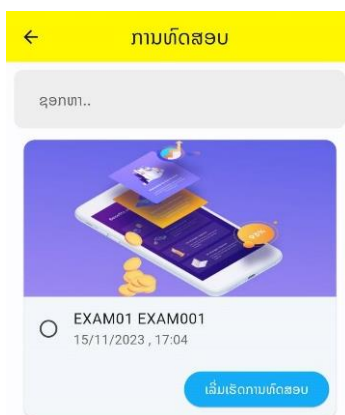 ການທົດສອບ
ຊອກຫາ..
EXAM01 EXAM001
15/11/2023 , 17:04
ເລີ່ມເຮັດການທົດສອບ